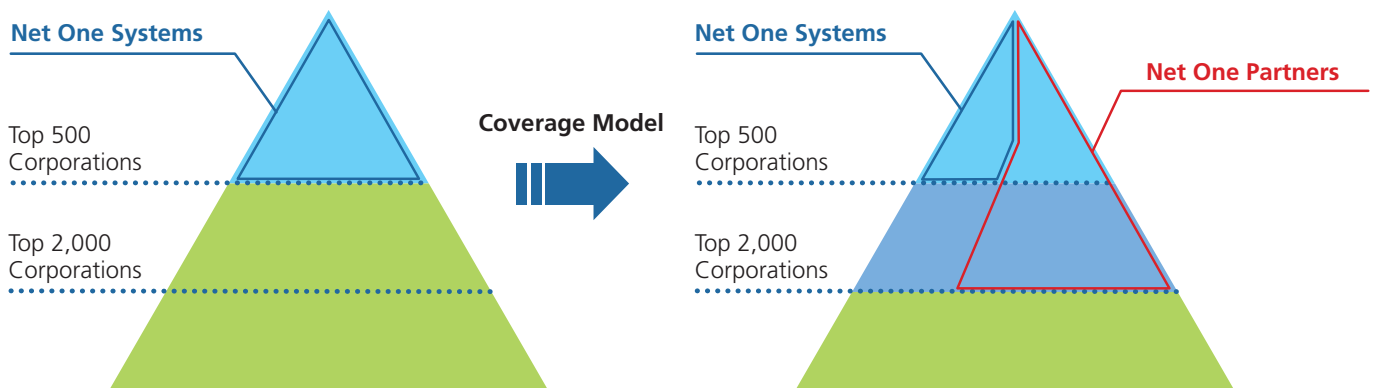 Net One Systems
Top 500
Corporations
Top 2,000
Corporations
Coverage Model
Net One Systems
Net One Partners
Top 500
Corporations
Top 2,000
Corporations